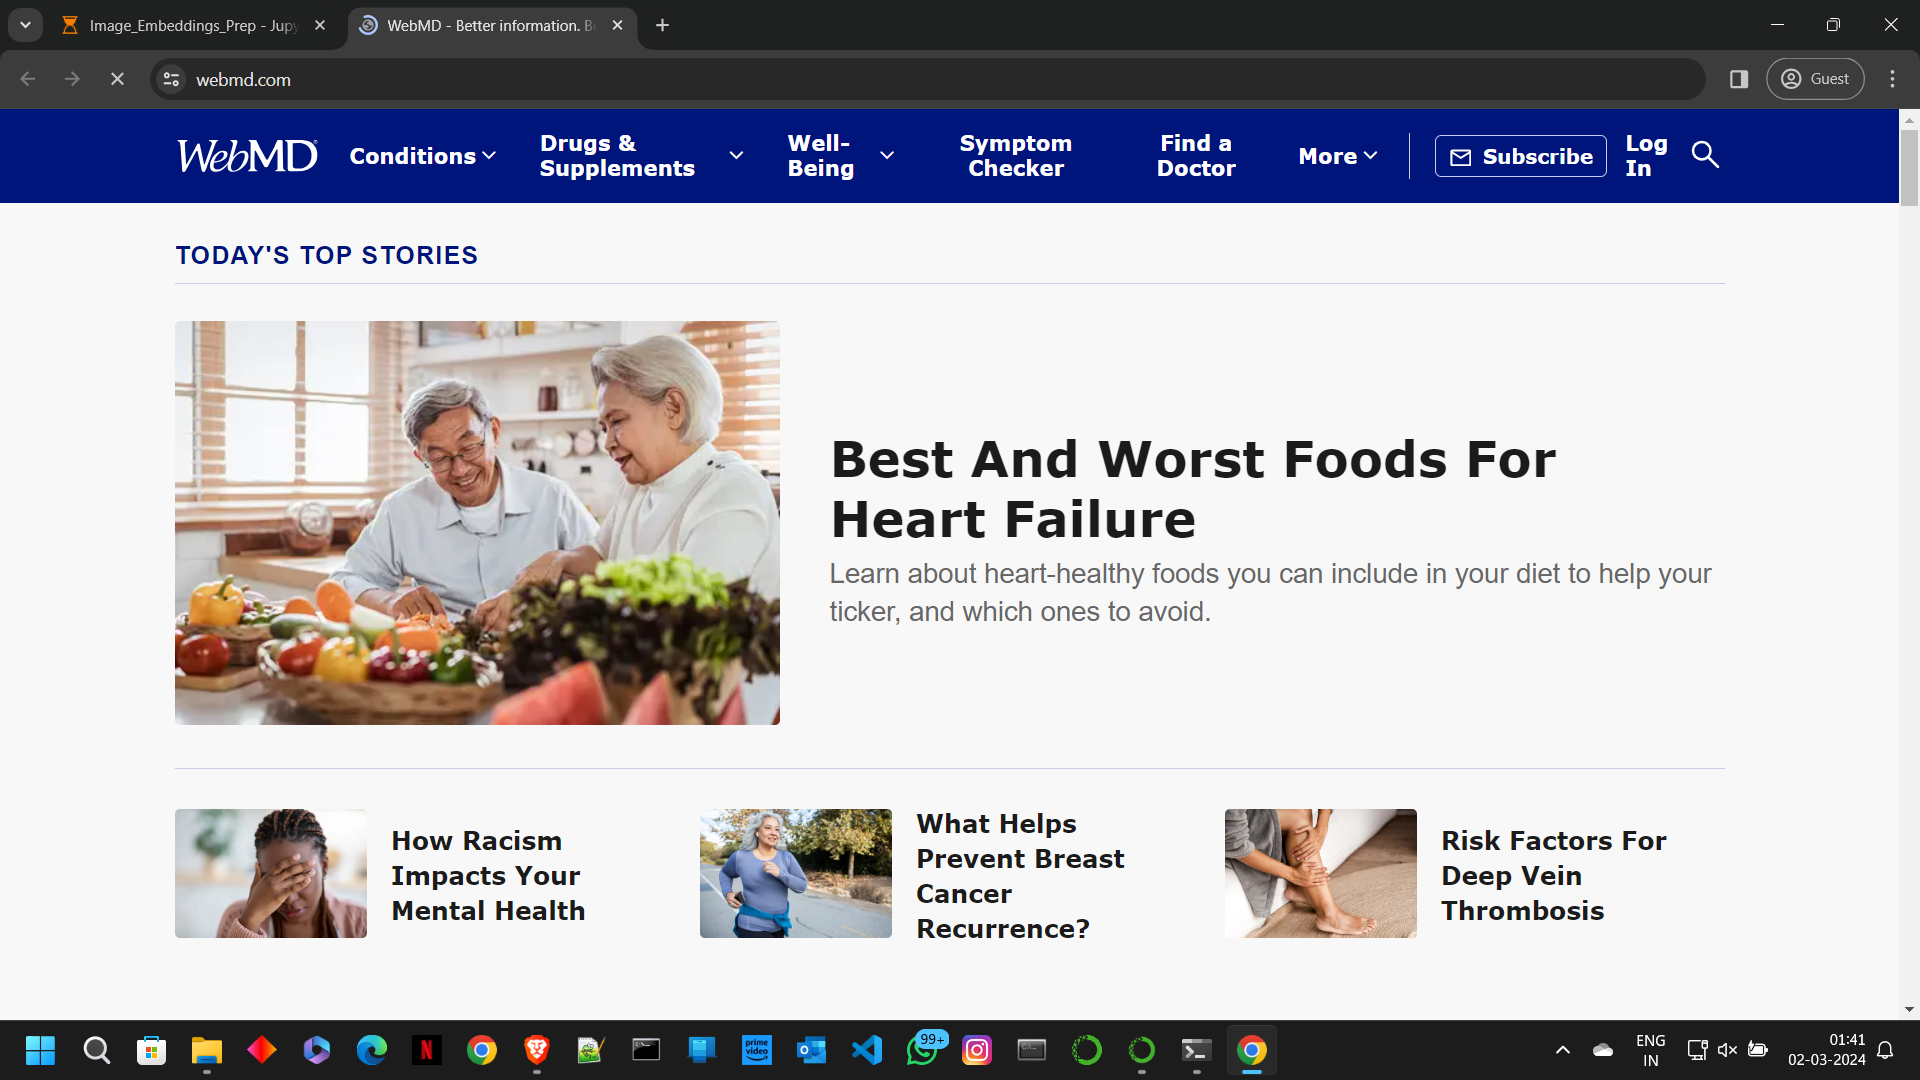 Image_Embeddings_Prep - Jupy
WebMD - Better information. Be
webmd.com
Guest
WebMD
Conditions
Drugs &
Supplements
Well-
Being
Symptom
Checker
Find a
Doctor
More
Subscribe
Log
In
TODAY'S TOP STORIES
Best And Worst Foods For
Heart Failure
Learn about heart-healthy foods you can include in your diet to help your
ticker, and which ones to avoid.
How Racism
Impacts Your
Mental Health
What Helps
Prevent Breast
Cancer
Recurrence?
Risk Factors For
Deep Vein
Thrombosis
N
prime
video
99+
ENG
IN
01:41
02-03-2024